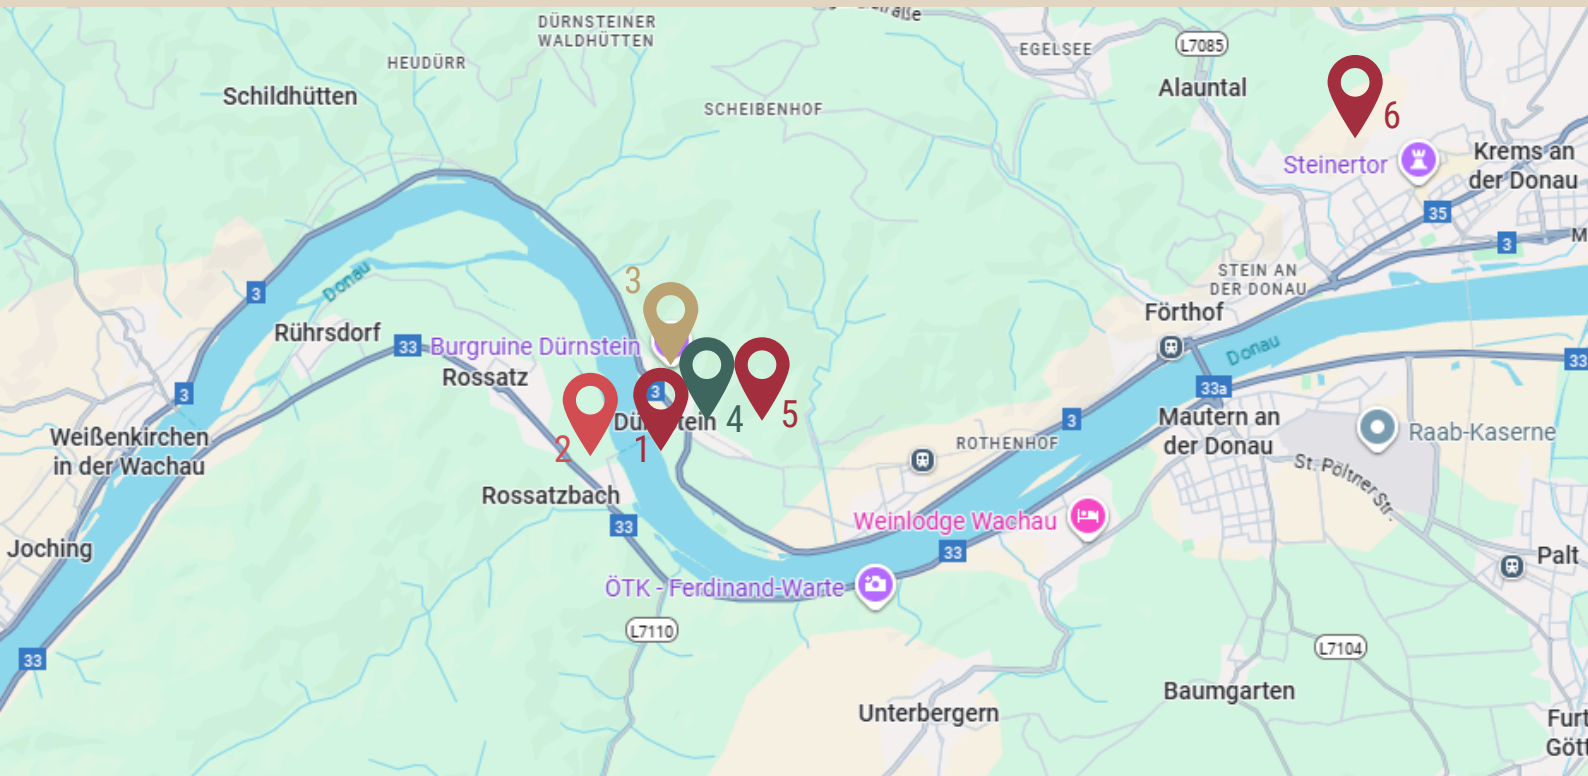 DÜRNSTEINER
WALDHÜTTEN
HEUDÜRR
EGELSEE
L7085
Schildhütten
SCHEIBENHOF
Alauntal
6
Steinertor
Krems an
der Donau
35
3
STEIN AN
DER DONAU
Förthof
Donau
33a
33
3
Donau
Rührsdorf
33
3
Burgruine Dürnstein
Rossatz
3
3
Dürnstein
4
5
2
1
Weißenkirchen
in der Wachau
Rossatzbach
33
Joching
33
3
ROTHENHOF
Mautern an
der Donau
Raab-Kaserne
St. Pöltner Str.
Weinlodge Wachau
33
ÖTK - Ferdinand-Warte
Palt
L7110
L7104
Baumgarten
Unterbergern